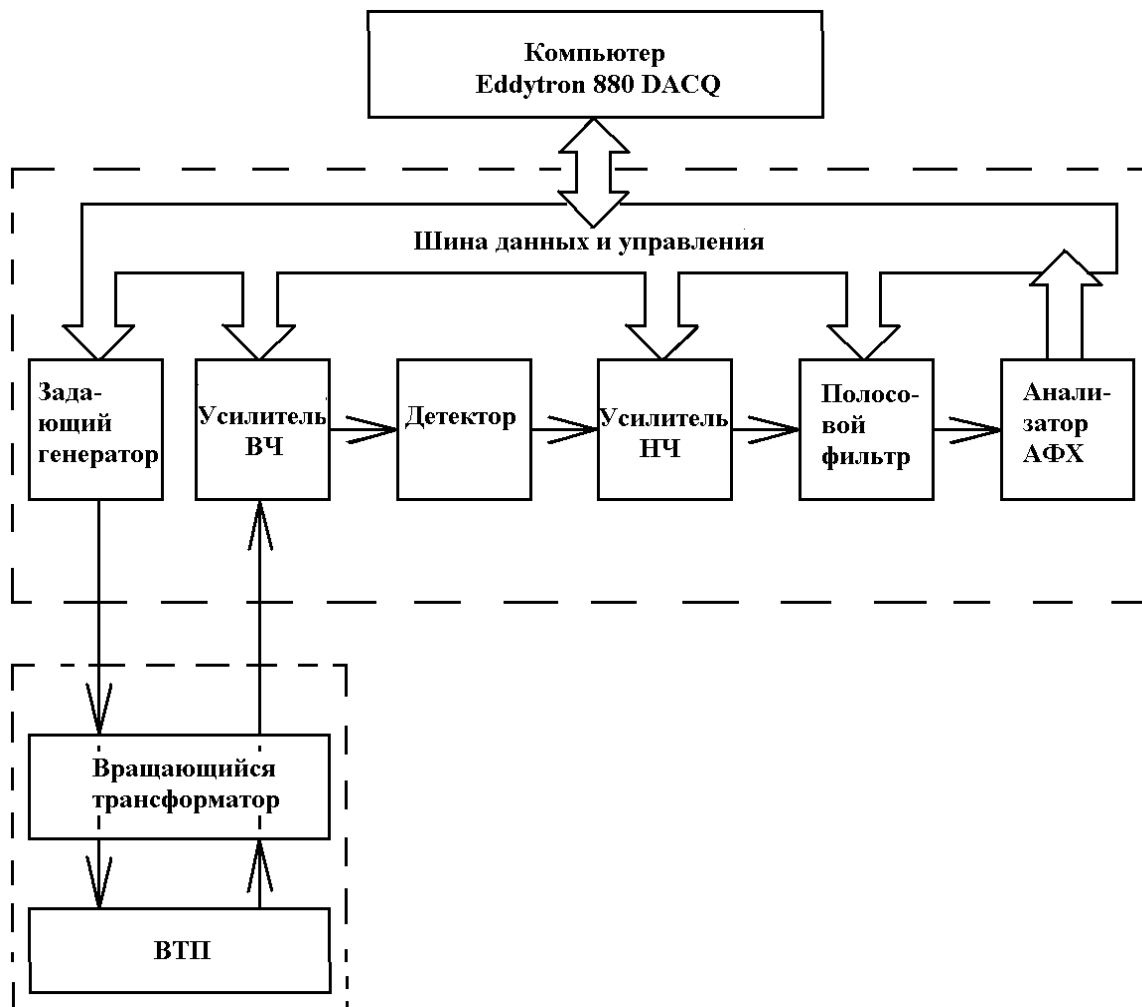 Компьютер
Eddytron 880 DACQ
Шина данных и управления
Зада-
ющий
генератор
Усилитель
ВЧ
Детектор
Усилитель
НЧ
Полосо-
вой
фильтр
Анали-
затор
АФХ
Вращающийся
трансформатор
ВТП